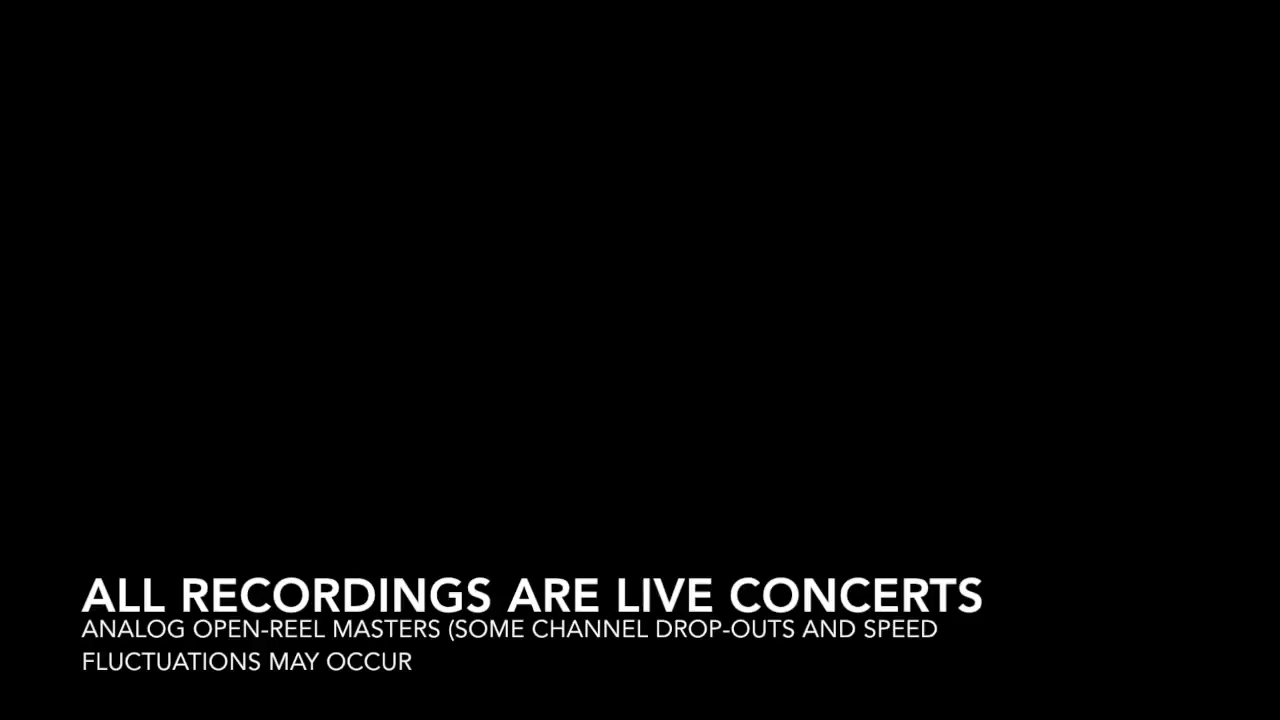 ALL RECORDINGS ARE LIVE CONCERTS
ANALOG OPEN-REEL MASTERS (SOME CHANNEL DROP-OUTS AND SPEED
FLUCTUATIONS MAY OCCUR